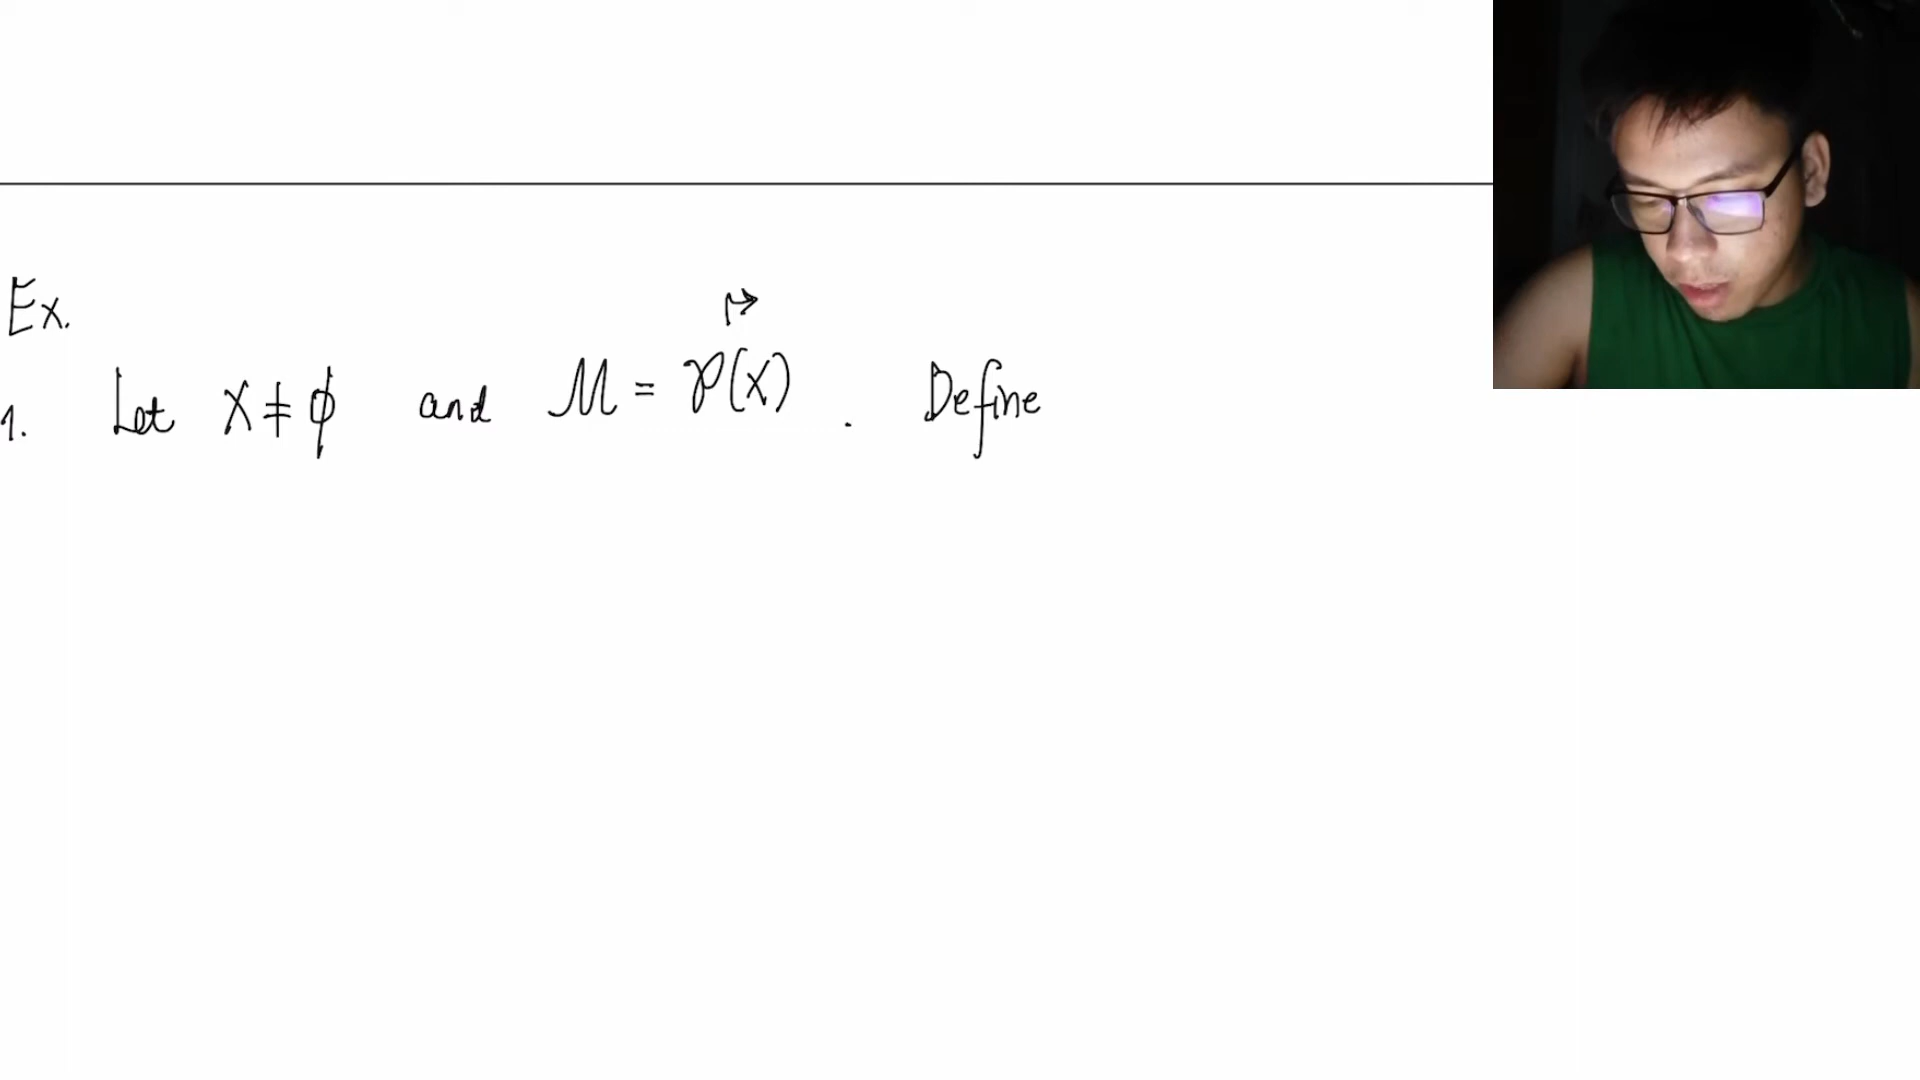 Ex.
↦
1. Let X ≠ ϕ and ℳ = 𝒫(X) . Define